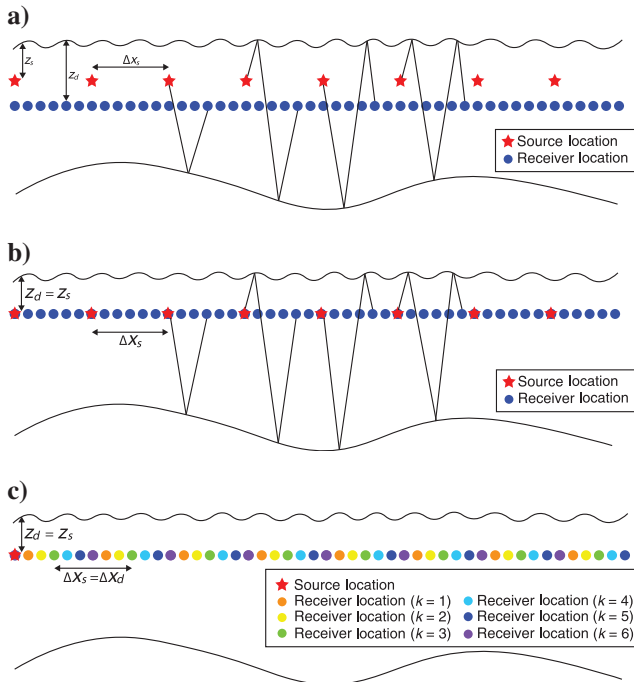 a)
z_s
z_d
Δx_s
Source location
Receiver location
b)
z_d = z_s
Δx_s
Source location
Receiver location
c)
z_d = z_s
Δx_s = Δx_d
Source location
Receiver location (k = 1)
Receiver location (k = 4)
Receiver location (k = 2)
Receiver location (k = 5)
Receiver location (k = 3)
Receiver location (k = 6)